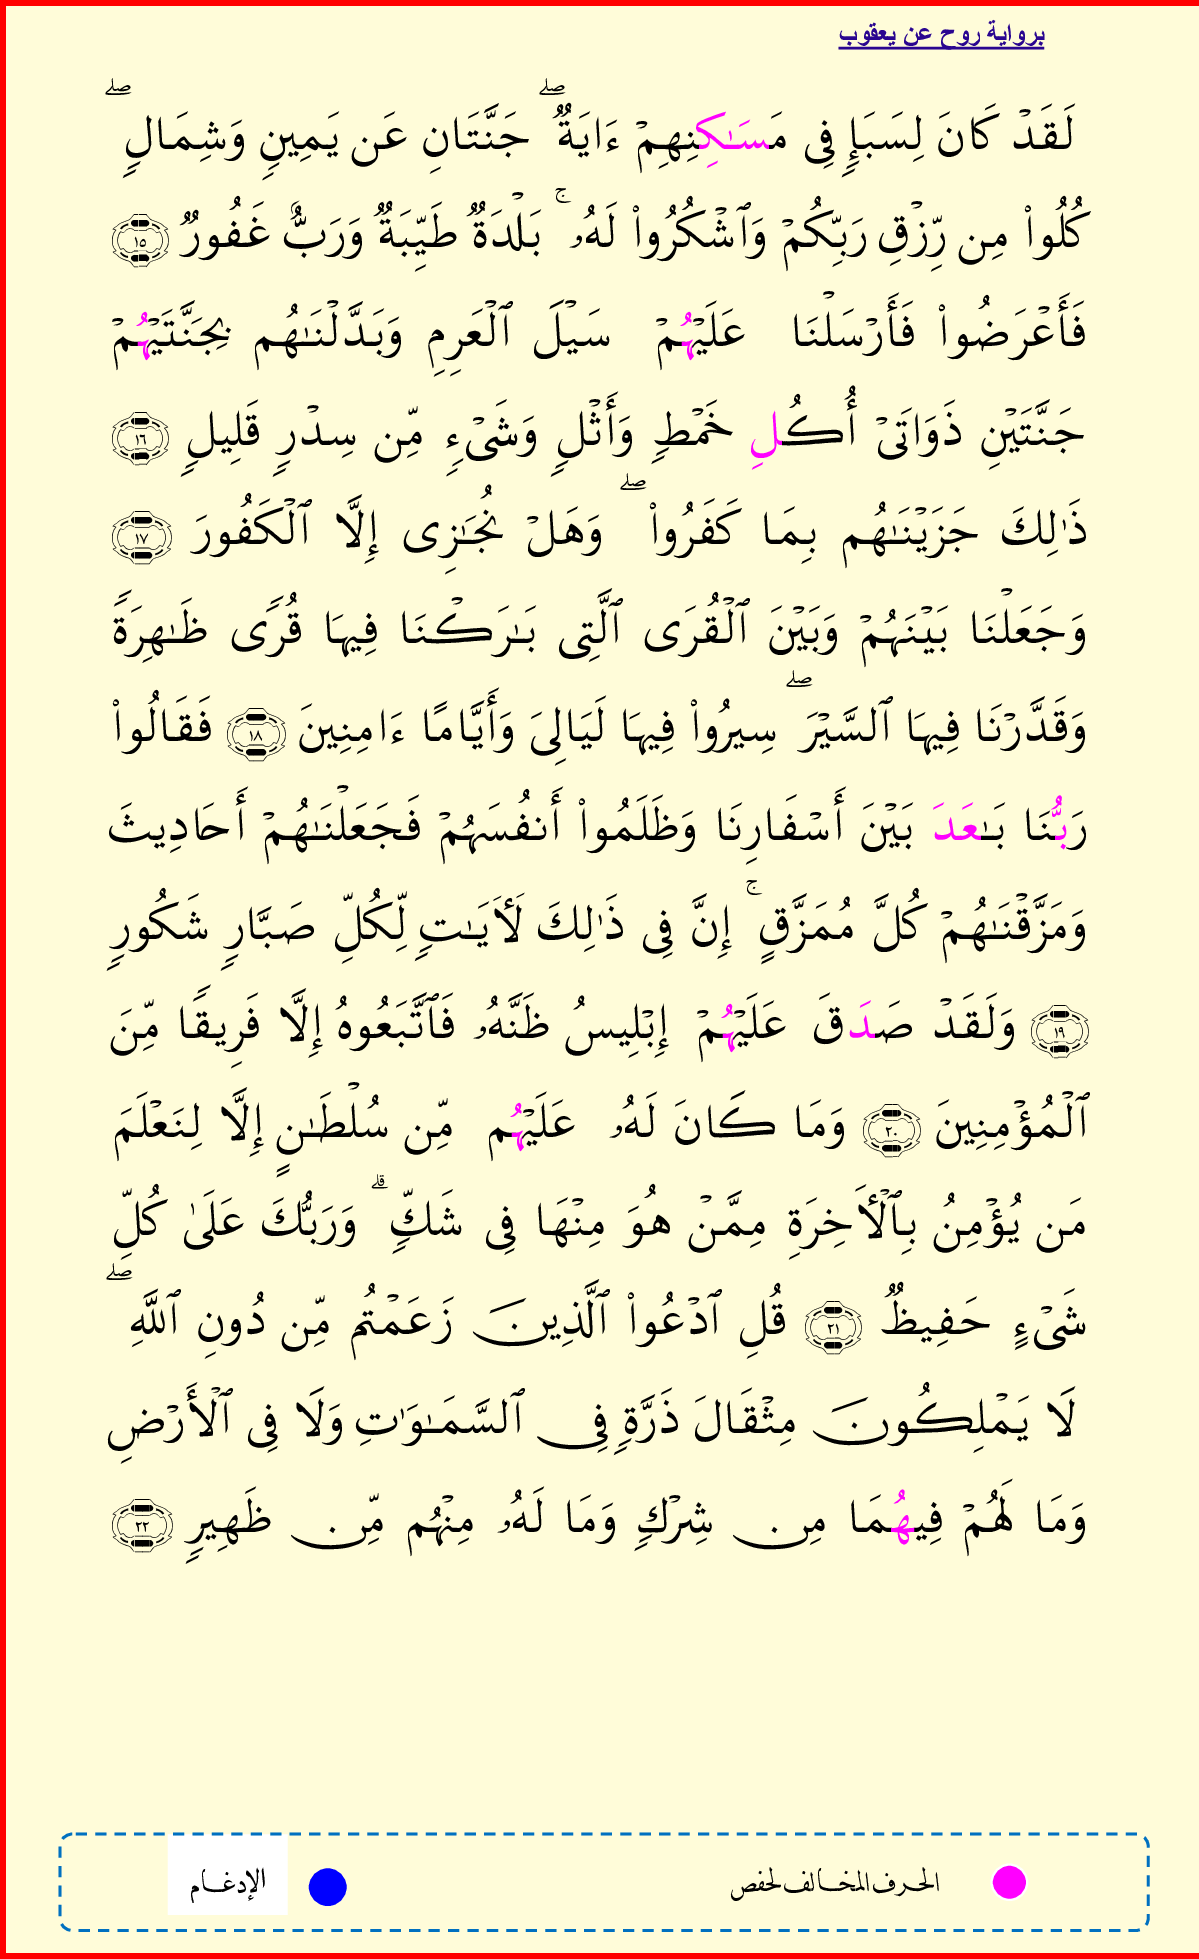 برواية روح عن يعقوب
لَقَدۡ كَانَ لِسَبَإٖ فِي مَسَٰكِنِهِمۡ ءَايَةٞۖ جَنَّتَانِ عَن يَمِينٖ وَشِمَالٖۖ
كُلُواْ مِن رِّزۡقِ رَبِّكُمۡ وَٱشۡكُرُواْ لَهُۥۚ بَلۡدَةٞ طَيِّبَةٞ وَرَبٌّ غَفُورٞ ١٥
فَأَعۡرَضُواْ فَأَرۡسَلۡنَا عَلَيۡهُمۡ سَيۡلَ ٱلۡعَرِمِ وَبَدَّلۡنَٰهُم بِجَنَّتَيۡهُمۡ
جَنَّتَيۡنِ ذَوَاتَيۡ أُكُلِ خَمۡطٖ وَأَثۡلٖ وَشَيۡءٖ مِّن سِدۡرٖ قَلِيلٖ ١٦
ذَٰلِكَ جَزَيۡنَٰهُم بِمَا كَفَرُواْۖ وَهَلۡ نُجَٰزِي إِلَّا ٱلۡكَفُورَ ١٧
وَجَعَلۡنَا بَيۡنَهُمۡ وَبَيۡنَ ٱلۡقُرَى ٱلَّتِي بَٰرَكۡنَا فِيهَا قُرٗى ظَٰهِرَةٗ
وَقَدَّرۡنَا فِيهَا ٱلسَّيۡرَۖ سِيرُواْ فِيهَا لَيَالِيَ وَأَيَّامًا ءَامِنِينَ ١٨ فَقَالُواْ
رَبُّنَا بَٰعَدَ بَيۡنَ أَسۡفَارِنَا وَظَلَمُواْ أَنفُسَهُمۡ فَجَعَلۡنَٰهُمۡ أَحَادِيثَ
وَمَزَّقۡنَٰهُمۡ كُلَّ مُمَزَّقٍۚ إِنَّ فِي ذَٰلِكَ لَأٓيَٰتٖ لِّكُلِّ صَبَّارٖ شَكُورٖ
١٩ وَلَقَدۡ صَدَقَ عَلَيۡهُمۡ إِبۡلِيسُ ظَنَّهُۥ فَٱتَّبَعُوهُ إِلَّا فَرِيقٗا مِّنَ
ٱلۡمُؤۡمِنِينَ ٢٠ وَمَا كَانَ لَهُۥ عَلَيۡهُم مِّن سُلۡطَٰنٍ إِلَّا لِنَعۡلَمَ
مَن يُؤۡمِنُ بِٱلۡأَخِرَةِ مِمَّنۡ هُوَ مِنۡهَا فِي شَكّٖۗ وَرَبُّكَ عَلَىٰ كُلِّ
شَيۡءٍ حَفِيظٞ ٢١ قُلِ ٱدۡعُواْ ٱلَّذِينَ زَعَمۡتُم مِّن دُونِ ٱللَّهِۖ
لَا يَمۡلِكُونَ مِثۡقَالَ ذَرَّةٖ فِي ٱلسَّمَٰوَٰتِ وَلَا فِي ٱلۡأَرۡضِ
وَمَا لَهُمۡ فِيهُمَا مِن شِرۡكٖ وَمَا لَهُۥ مِنۡهُم مِّن ظَهِيرٖ ٢٢
الحرف المخالف لحفص الإدغام